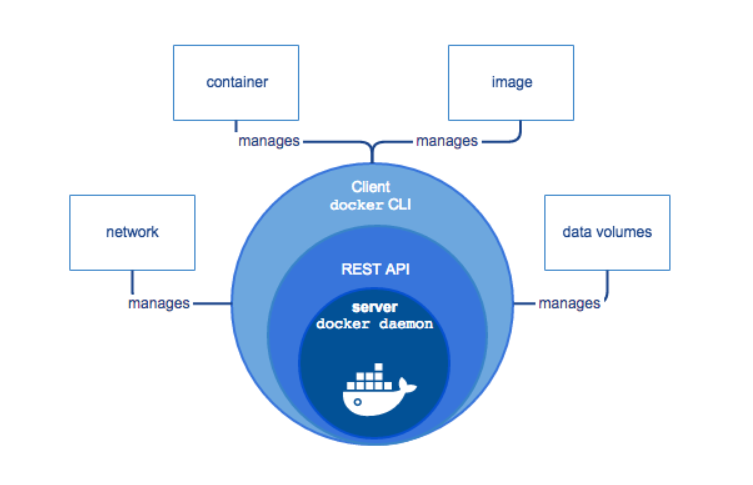 container
image
manages
manages
Client
docker CLI
network
data volumes
REST API
manages
manages
server
docker daemon